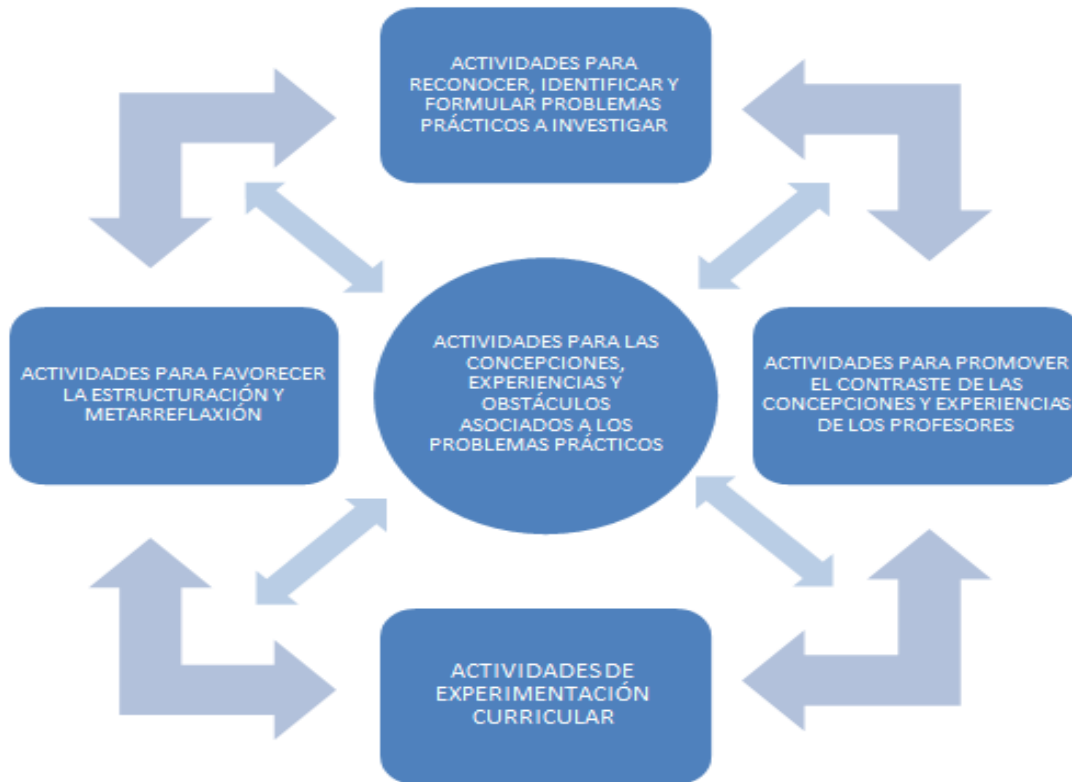 ACTIVIDADES PARA
RECONOCER, IDENTIFICAR Y
FORMULAR PROBLEMAS
PRÁCTICOS A INVESTIGAR
ACTIVIDADES PARA FAVORECER
LA ESTRUCTURACIÓN Y
METARREFLAXIÓN
ACTIVIDADES PARA LAS
CONCEPCIONES,
EXPERIENCIAS Y
OBSTÁCULOS
ASOCIADOS A LOS
PROBLEMAS PRÁCTICOS
ACTIVIDADES PARA PROMOVER
EL CONTRASTE DE LAS
CONCEPCIONES Y EXPERIENCIAS
DE LOS PROFESORES
ACTIVIDADES DE
EXPERIMENTACIÓN
CURRICULAR